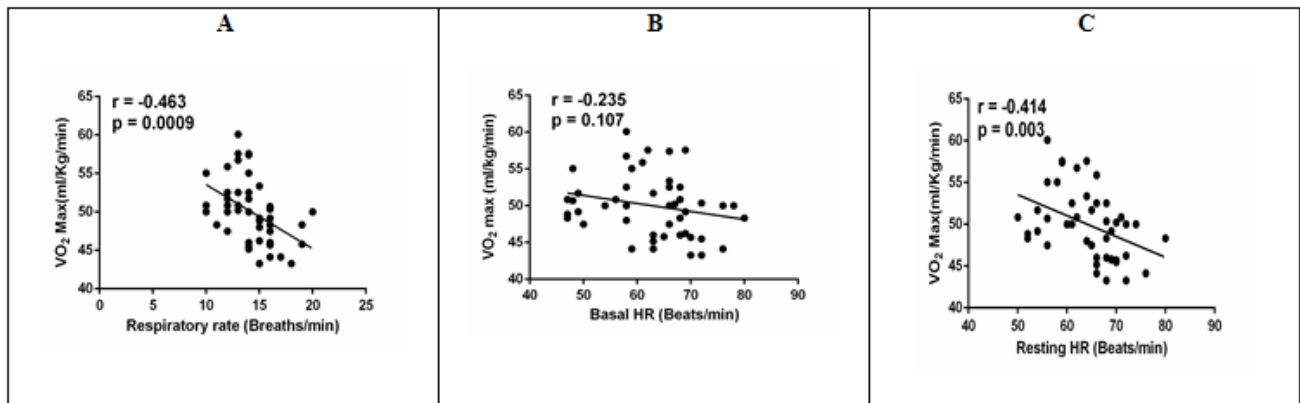 A
r = -0.463
p = 0.0009
VO2 Max(ml/Kg/min)
65
60
55
50
45
40
0
5
10
15
20
25
Respiratory rate (Breaths/min)
B
r = -0.235
p = 0.107
VO2 max (ml/kg/min)
65
60
55
50
45
40
40
50
60
70
80
90
Basal HR (Beats/min)
C
r = -0.414
p = 0.003
VO2 Max(ml/Kg/min)
65
60
55
50
45
40
40
50
60
70
80
90
Resting HR (Beats/min)